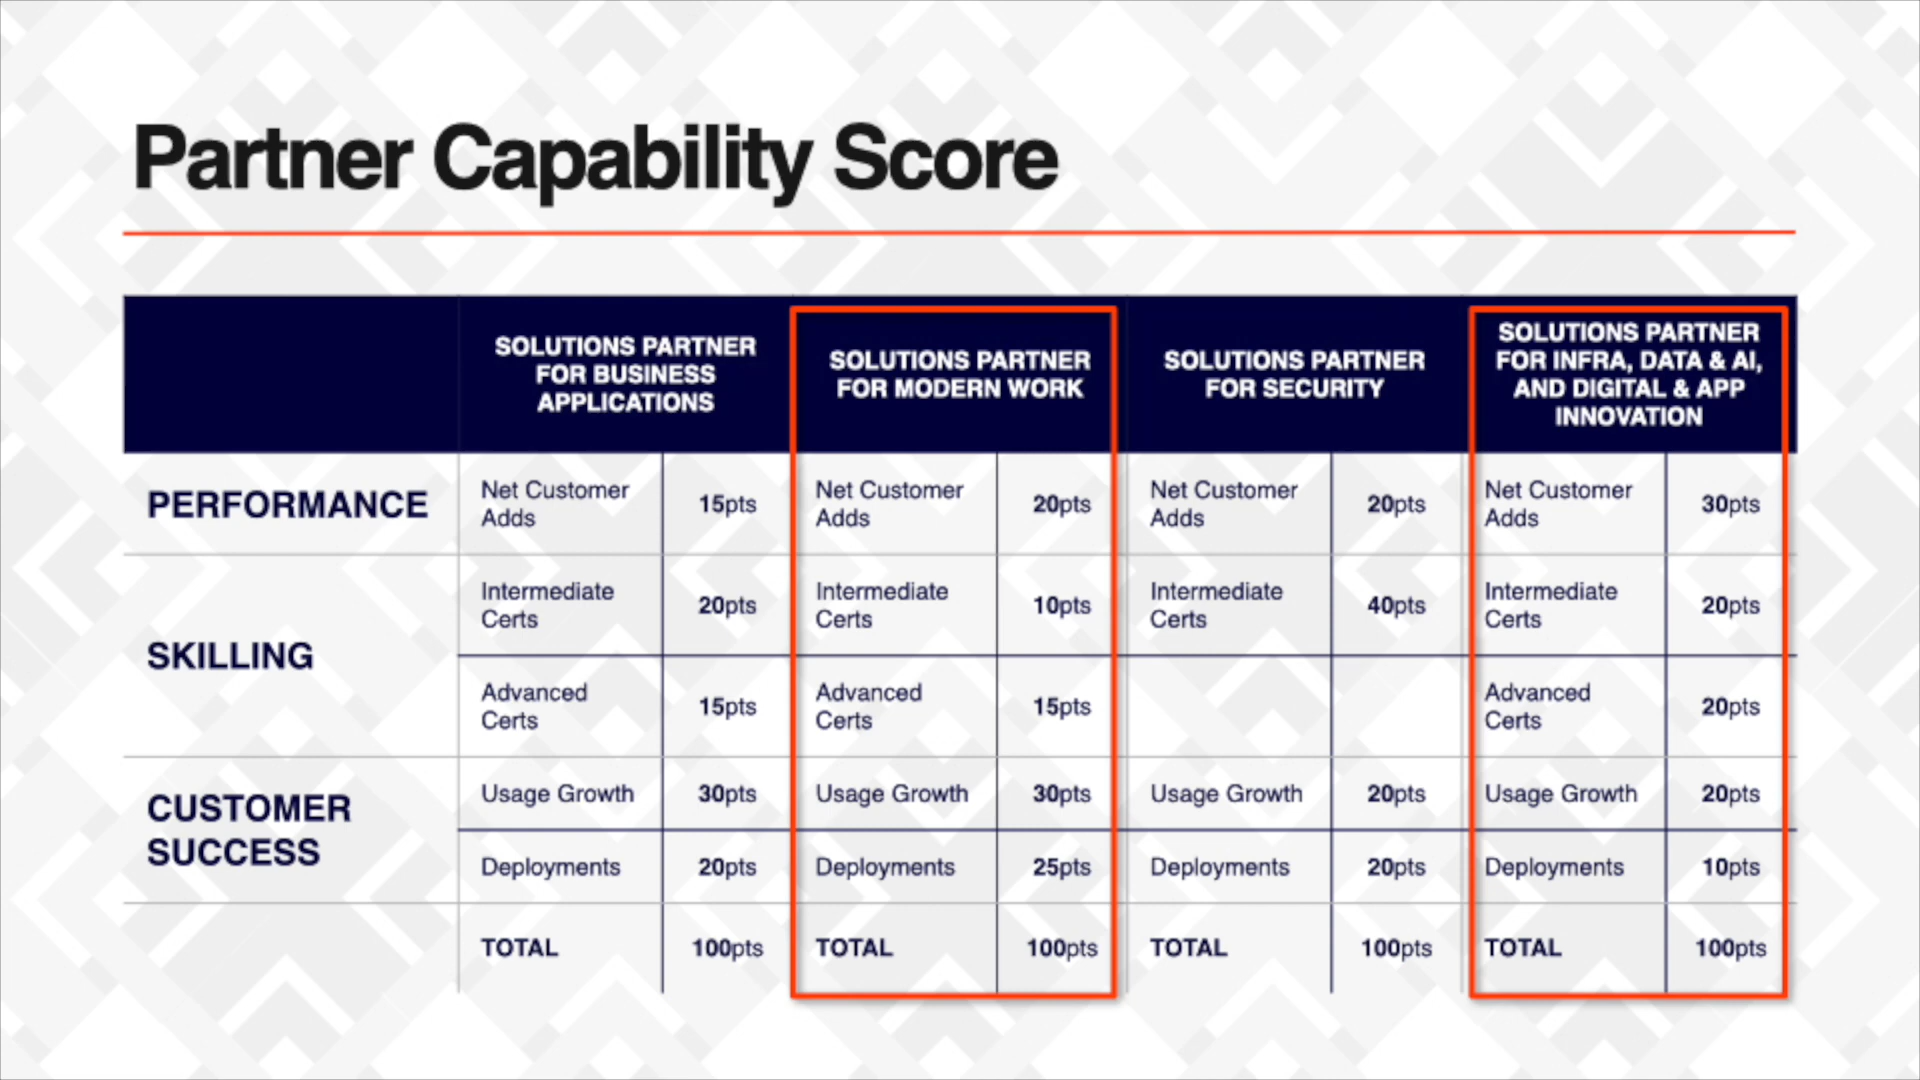 Partner Capability Score
SOLUTIONS PARTNER
FOR BUSINESS
APPLICATIONS
SOLUTIONS PARTNER
FOR MODERN WORK
SOLUTIONS PARTNER
FOR SECURITY
SOLUTIONS PARTNER
FOR INFRA, DATA & AI,
AND DIGITAL & APP
INNOVATION
PERFORMANCE
Net Customer
Adds
15pts
Net Customer
Adds
20pts
Net Customer
Adds
20pts
Net Customer
Adds
30pts
SKILLING
Intermediate
Certs
20pts
Intermediate
Certs
10pts
Intermediate
Certs
40pts
Intermediate
Certs
20pts
Advanced
Certs
15pts
Advanced
Certs
15pts
Advanced
Certs
20pts
CUSTOMER
SUCCESS
Usage Growth
30pts
Usage Growth
30pts
Usage Growth
20pts
Usage Growth
20pts
Deployments
20pts
Deployments
25pts
Deployments
20pts
Deployments
10pts
TOTAL
100pts
TOTAL
100pts
TOTAL
100pts
TOTAL
100pts